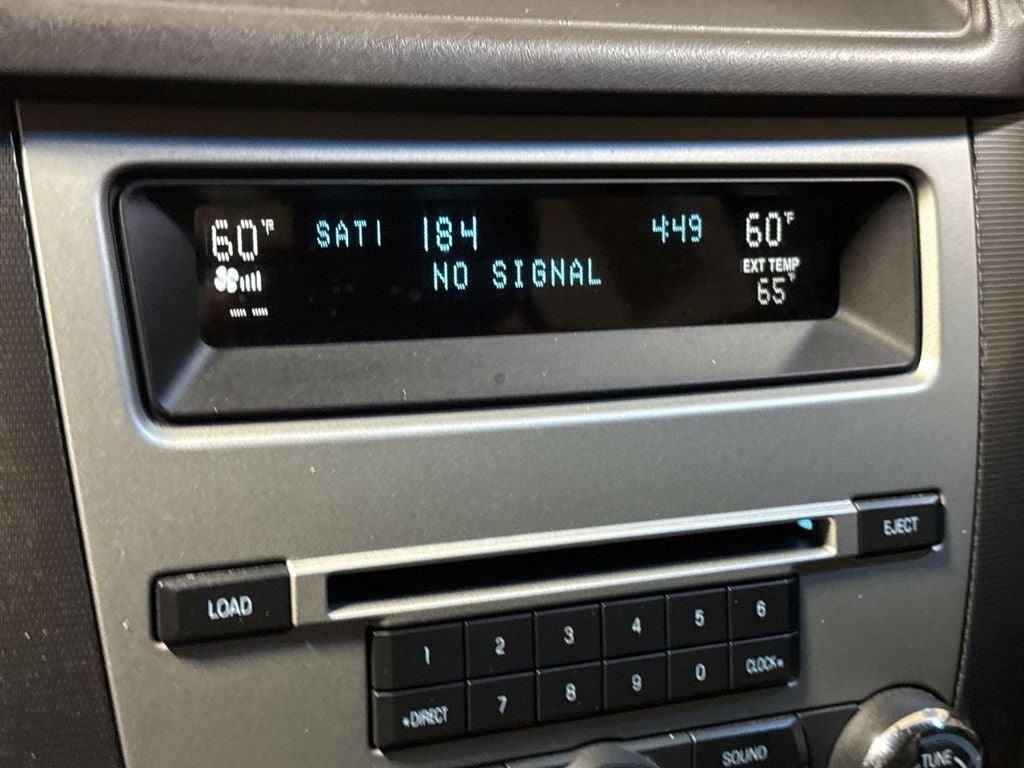 60°F SAT1 184 4:49 60°F
NO SIGNAL EXT TEMP
65°F
EJECT
LOAD
1 2 3 4 5 6
•DIRECT 7 8 9 0 CLOCK•
SOUND TUNE